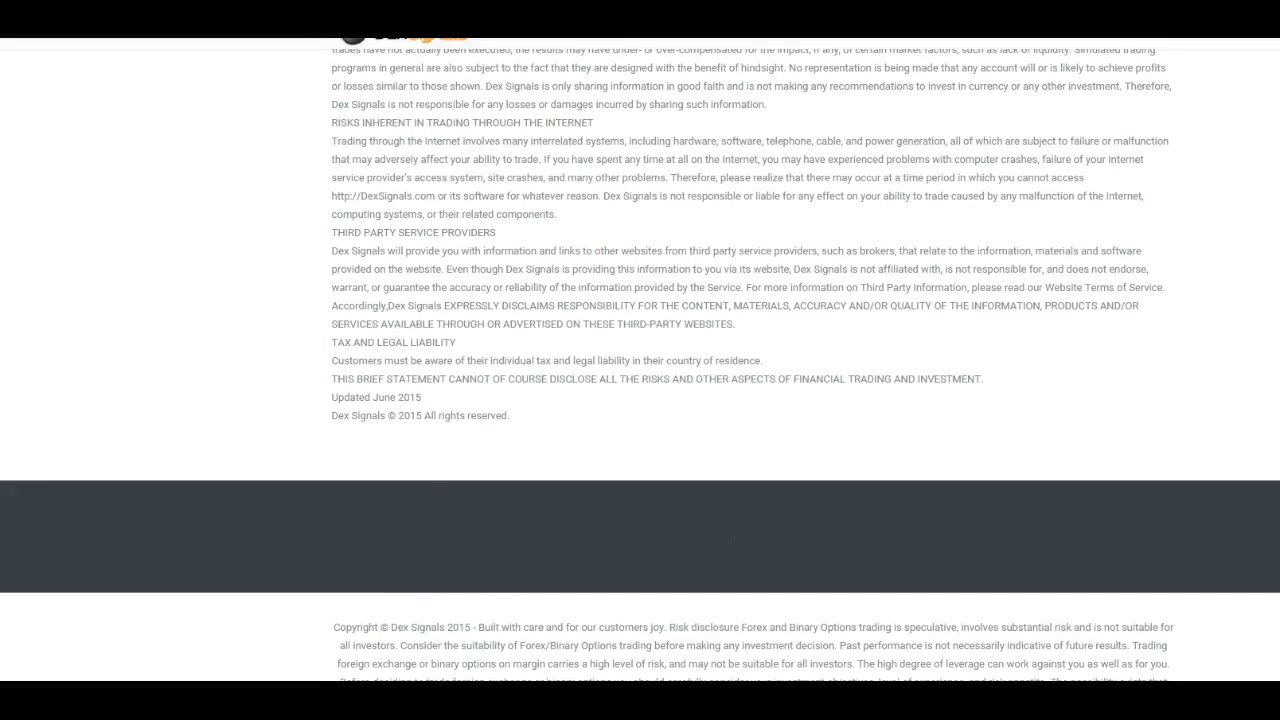 trades have not actually been executed, the results may have under- or over-compensated for the impact, if any, of certain market factors, such as lack of liquidity. Simulated trading
programs in general are also subject to the fact that they are designed with the benefit of hindsight. No representation is being made that any account will or is likely to achieve profits
or losses similar to those shown. Dex Signals is only sharing information in good faith and is not making any recommendations to invest in currency or any other investment. Therefore,
Dex Signals is not responsible for any losses or damages incurred by sharing such information.
RISKS INHERENT IN TRADING THROUGH THE INTERNET
Trading through the Internet involves many interrelated systems, including hardware, software, telephone, cable, and power generation, all of which are subject to failure or malfunction
that may adversely affect your ability to trade. If you have spent any time at all on the Internet, you may have experienced problems with computer crashes, failure of your Internet
service provider's access system, site crashes, and many other problems. Therefore, please realize that there may occur at a time period in which you cannot access
http://DexSignals.com or its software for whatever reason. Dex Signals is not responsible or liable for any effect on your ability to trade caused by any malfunction of the Internet,
computing systems, or their related components.
THIRD PARTY SERVICE PROVIDERS
Dex Signals will provide you with information and links to other websites from third party service providers, such as brokers, that relate to the information, materials and software
provided on the website. Even though Dex Signals is providing this information to you via its website, Dex Signals is not affiliated with, is not responsible for, and does not endorse,
warrant, or guarantee the accuracy or reliability of the information provided by the Service. For more information on Third Party Information, please read our Website Terms of Service.
Accordingly,Dex Signals EXPRESSLY DISCLAIMS RESPONSIBILITY FOR THE CONTENT, MATERIALS, ACCURACY AND/OR QUALITY OF THE INFORMATION, PRODUCTS AND/OR
SERVICES AVAILABLE THROUGH OR ADVERTISED ON THESE THIRD-PARTY WEBSITES.
TAX AND LEGAL LIABILITY
Customers must be aware of their individual tax and legal liability in their country of residence.
THIS BRIEF STATEMENT CANNOT OF COURSE DISCLOSE ALL THE RISKS AND OTHER ASPECTS OF FINANCIAL TRADING AND INVESTMENT.
Updated June 2015
Dex Signals © 2015 All rights reserved.
Copyright © Dex Signals 2015 - Built with care and for our customers joy. Risk disclosure Forex and Binary Options trading is speculative, involves substantial risk and is not suitable for
all investors. Consider the suitability of Forex/Binary Options trading before making any investment decision. Past performance is not necessarily indicative of future results. Trading
foreign exchange or binary options on margin carries a high level of risk, and may not be suitable for all investors. The high degree of leverage can work against you as well as for you.